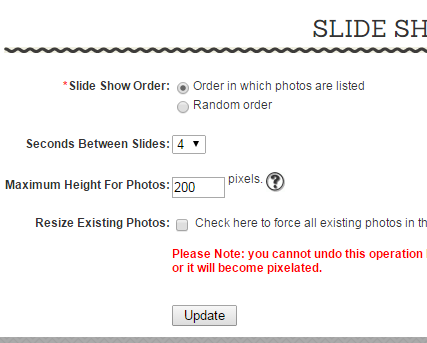 SLIDE SH
*Slide Show Order: Order in which photos are listed
Random order
Seconds Between Slides: 4
Maximum Height For Photos: 200 pixels. ?
Resize Existing Photos: Check here to force all existing photos in th
Please Note: you cannot undo this operation
or it will become pixelated.
Update